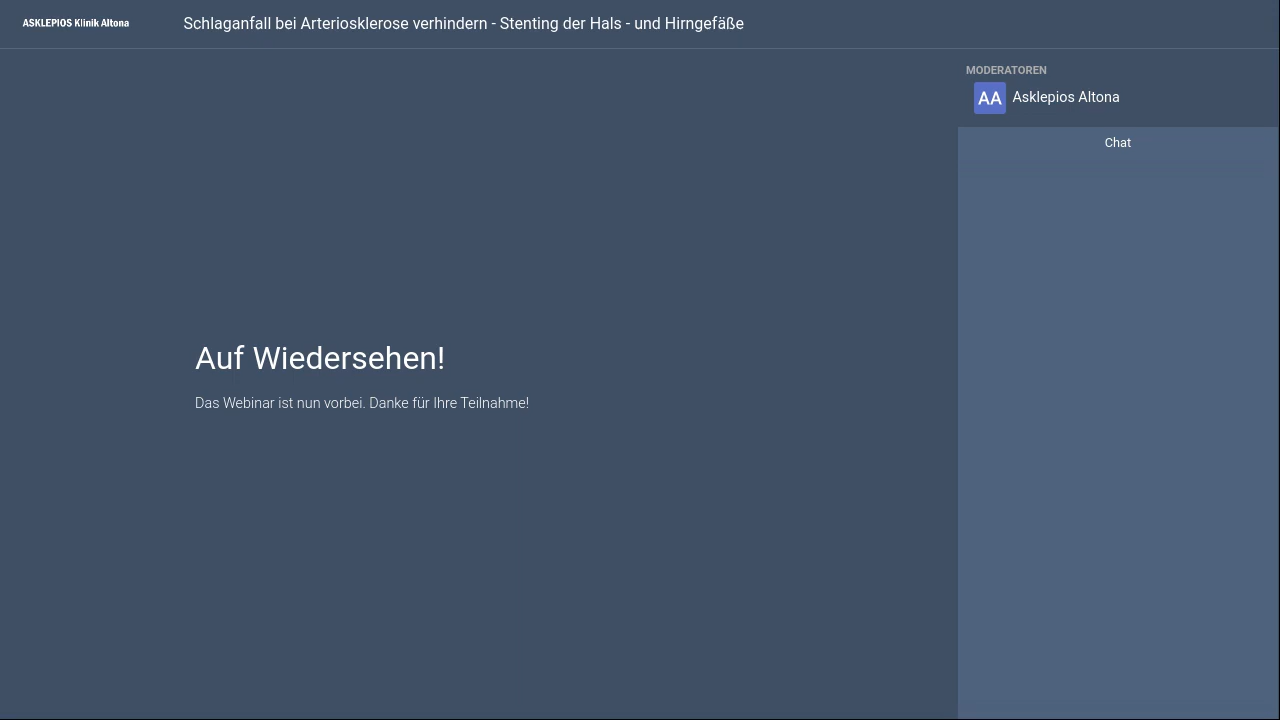 ASKLEPIOS Klinik Altona
Schlaganfall bei Arteriosklerose verhindern - Stenting der Hals - und Hirngefäße
MODERATOREN
AA
Asklepios Altona
Chat
Auf Wiedersehen!
Das Webinar ist nun vorbei. Danke für Ihre Teilnahme!